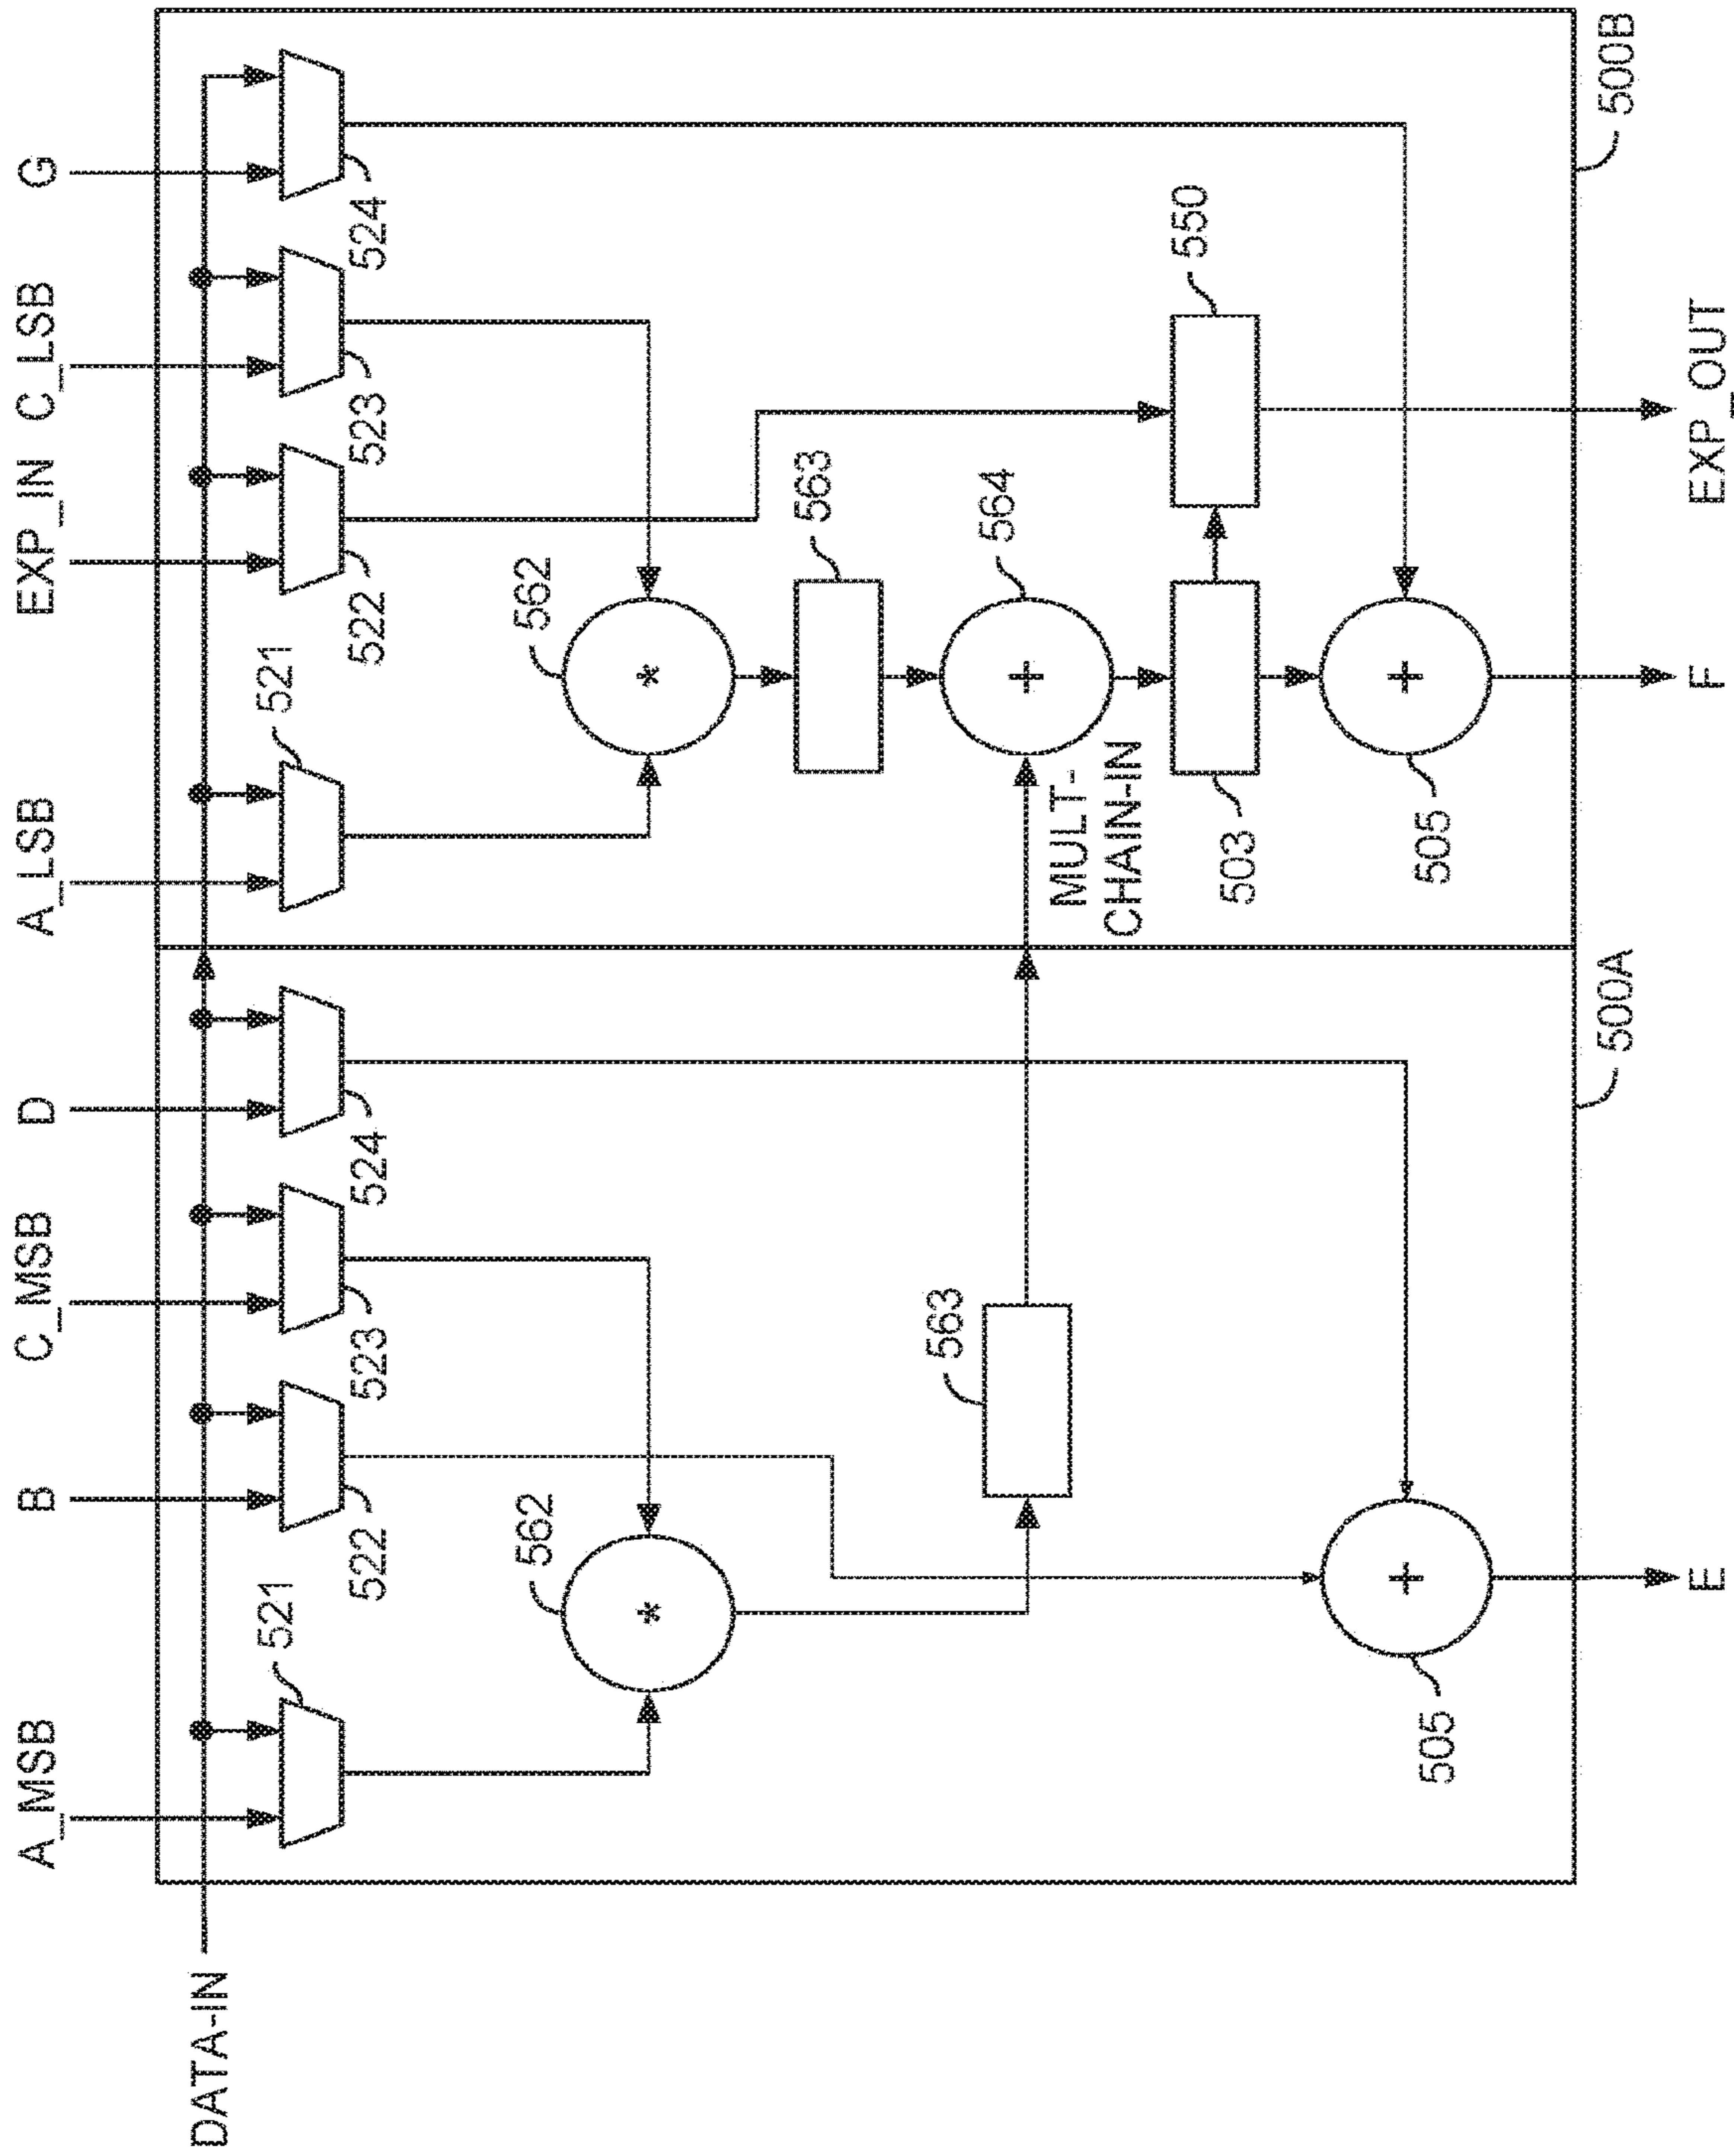 A_MSB
B
C_MSB
D
A_LSB
EXP_IN
C_LSB
G
DATA-IN
521
522
523
524
521
522
523
524
562
*
562
*
563
563
564
+
MULT-
CHAIN-IN
503
550
505
+
505
+
500A
500B
E
F
EXP_OUT